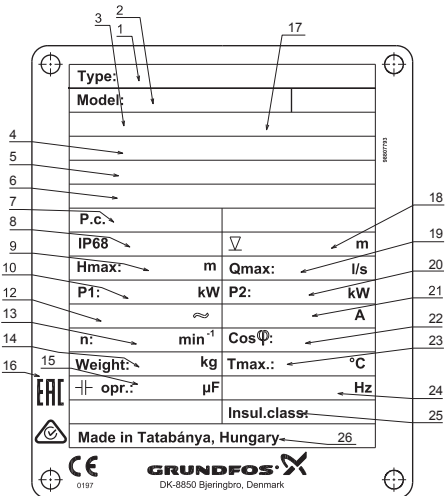 2
3
17
1
Type:
Model:
4
98807793
5
6
7
P.c.
8
IP68
m
18
9
Hmax: m
Qmax: l/s
19
10
P1: kW
P2: kW
20
12
A
21
13
n: min⁻¹
Cosφ:
22
14
Weight: kg
Tmax.: °C
23
16
15
opr.: µF
Hz
24
EAC
Insul.class:
25
Made in Tatabánya, Hungary
26
CE
0197
GRUNDFOS
DK-8850 Bjeringbro, Denmark